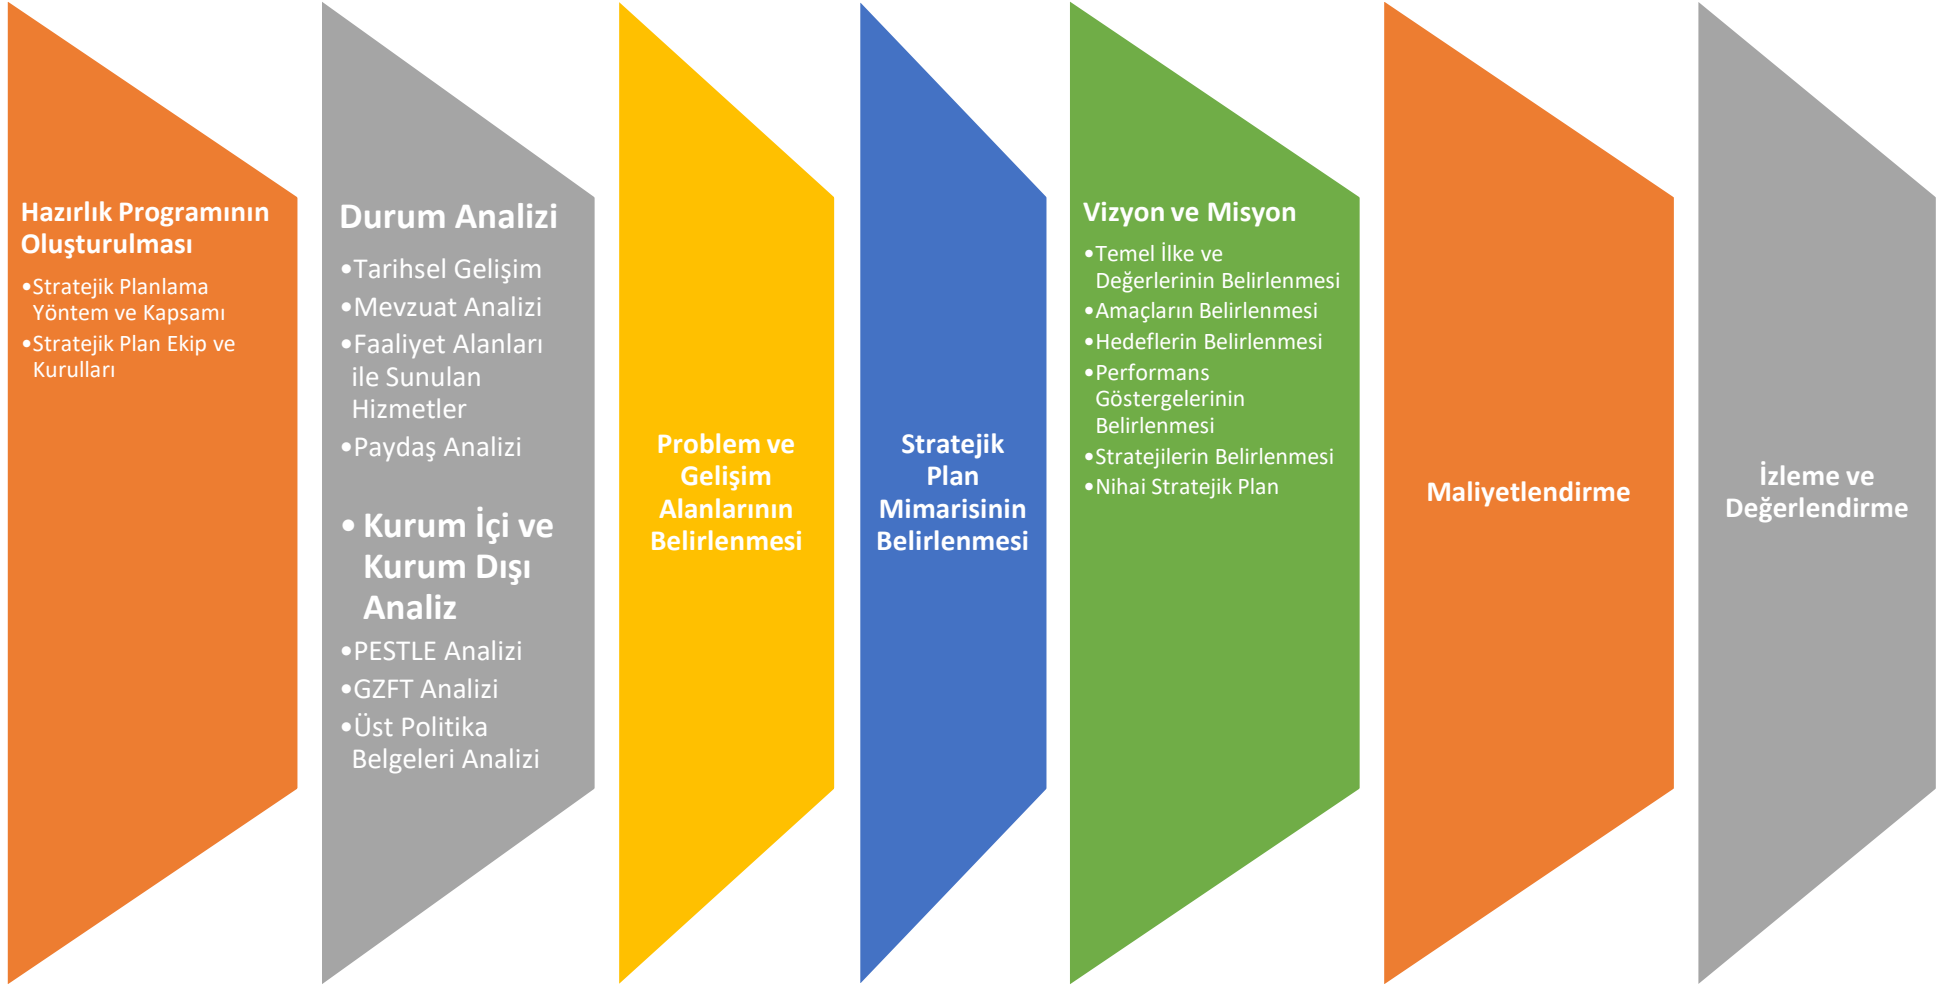 Hazırlık Programının
Oluşturulması
•Stratejik Planlama
Yöntem ve Kapsamı
•Stratejik Plan Ekip ve
Kurulları
Durum Analizi
•Tarihsel Gelişim
•Mevzuat Analizi
•Faaliyet Alanları
ile Sunulan
Hizmetler
•Paydaş Analizi
• Kurum İçi ve
Kurum Dışı
Analiz
•PESTLE Analizi
•GZFT Analizi
•Üst Politika
Belgeleri Analizi
Problem ve
Gelişim
Alanlarının
Belirlenmesi
Stratejik
Plan
Mimarisinin
Belirlenmesi
Vizyon ve Misyon
•Temel İlke ve
Değerlerinin Belirlenmesi
•Amaçların Belirlenmesi
•Hedeflerin Belirlenmesi
•Performans
Göstergelerinin
Belirlenmesi
•Stratejilerin Belirlenmesi
•Nihai Stratejik Plan
Maliyetlendirme
İzleme ve
Değerlendirme